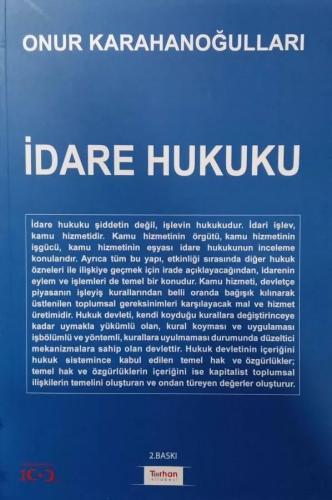 ONUR KARAHANOĞULLARI
İDARE HUKUKU
İdare hukuku şiddetin değil, işlevin hukukudur. İdari işlev,
kamu hizmetidir. Kamu hizmetinin örgütü, kamu hizmetinin
işgücü, kamu hizmetinin eşyası idare hukukunun inceleme
konularıdır. Ayrıca tüm bu yapı, etkinliği sırasında diğer hukuk
özneleri ile ilişkiye geçmek için irade açıklayacağından, idarenin
eylem ve işlemleri de temel bir konudur. Kamu hizmeti, devletçe
piyasanın işleyiş kurallarından belli oranda bağışık kılınarak
üstlenilen toplumsal gereksinimleri karşılayacak mal ve hizmet
üretimidir. Hukuk devleti, kendi koyduğu kurallara değiştirinceye
kadar uymakla yükümlü olan, kural koyması ve uygulaması
işbölümlü ve yöntemli, kurallara uyulmaması durumunda düzeltici
mekanizmalara sahip olan devlettir. Hukuk devletinin içeriğini
hukuk sistemince kabul edilen temel hak ve özgürlükler;
temel hak ve özgürlüklerin içeriğini ise kapitalist toplumsal
ilişkilerin temelini oluşturan ve ondan türeyen değerler oluşturur.
2.BASKI
Turhan
kitabevi